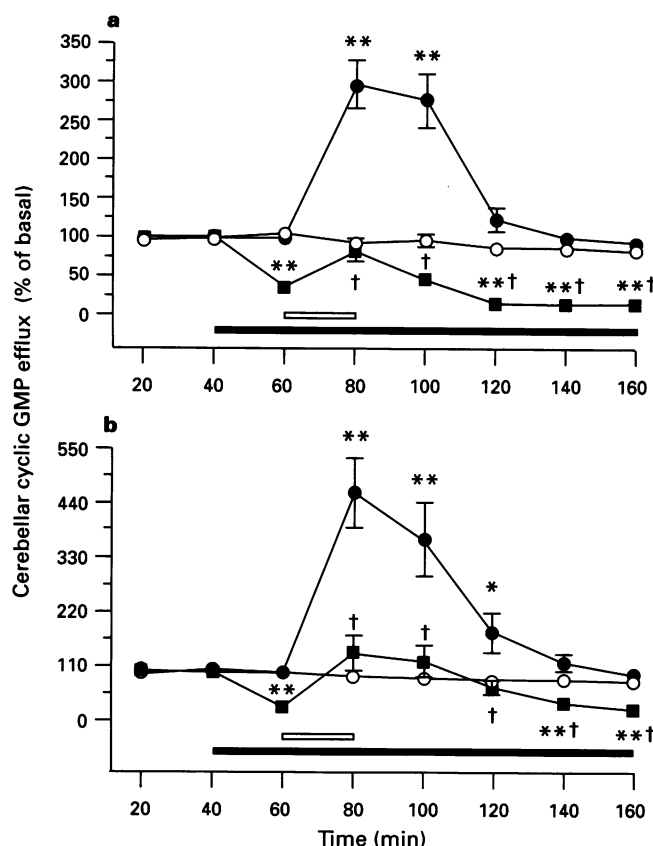 a
Cerebellar cyclic GMP efflux (% of basal)
350
300
250
200
150
100
50
0
** **
** † † **† **† **†
20 40 60 80 100 120 140 160
b
550
440
330
220
110
0
** ** *
** † † † **† **†
20 40 60 80 100 120 140 160
Time (min)